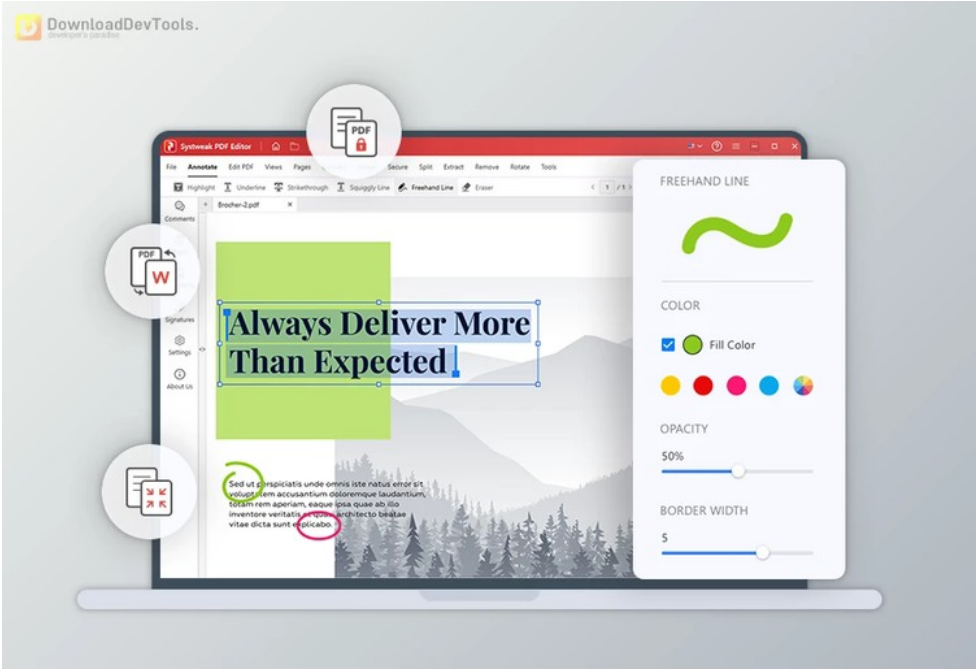 DownloadDevTools.
developer's paradise
PDF
Systweak PDF Editor
File Annotate Edit PDF Views Pages Secure Split Extract Remove Rotate Tools
Highlight Underline Strikethrough Squiggly Line Freehand Line Eraser 1 / 1
Brocher-2.pdf
Comments
PDF
W
Signatures
Settings
About Us
Always Deliver More
Than Expected
Sed ut perspiciatis unde omnis iste natus error sit
voluptatem accusantium doloremque laudantium,
totam rem aperiam, eaque ipsa quae ab illo
inventore veritatis et quasi architecto beatae
vitae dicta sunt explicabo.
FREEHAND LINE
COLOR
Fill Color
OPACITY
50%
BORDER WIDTH
5